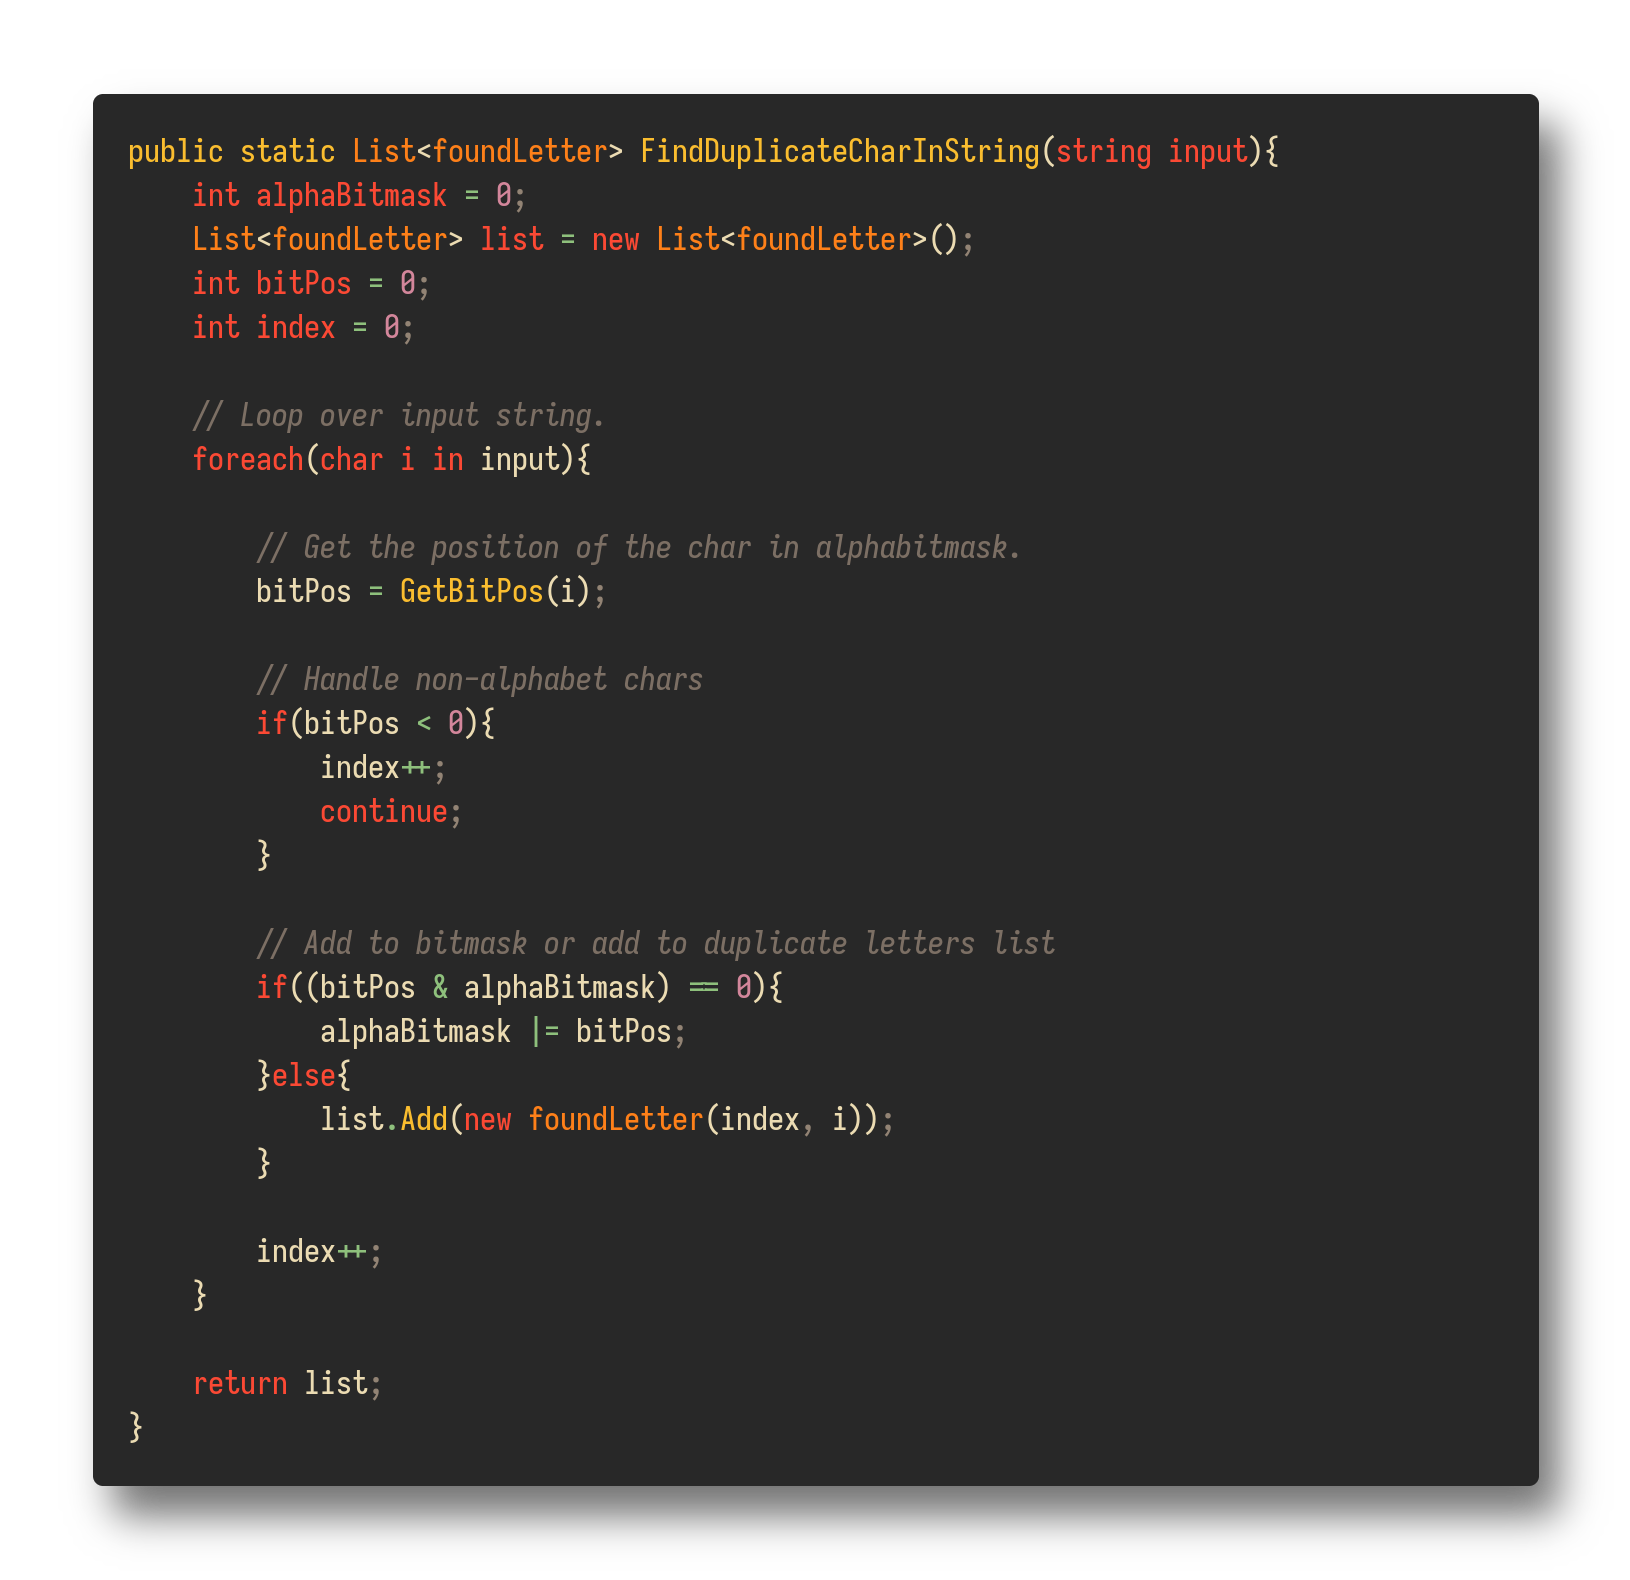 public static List<foundLetter> FindDuplicateCharInString(string input){
    int alphaBitmask = 0;
    List<foundLetter> list = new List<foundLetter>();
    int bitPos = 0;
    int index = 0;

    // Loop over input string.
    foreach(char i in input){

        // Get the position of the char in alphabitmask.
        bitPos = GetBitPos(i);

        // Handle non-alphabet chars
        if(bitPos < 0){
            index++;
            continue;
        }

        // Add to bitmask or add to duplicate letters list
        if((bitPos & alphaBitmask) == 0){
            alphaBitmask |= bitPos;
        }else{
            list.Add(new foundLetter(index, i));
        }

        index++;
    }

    return list;
}